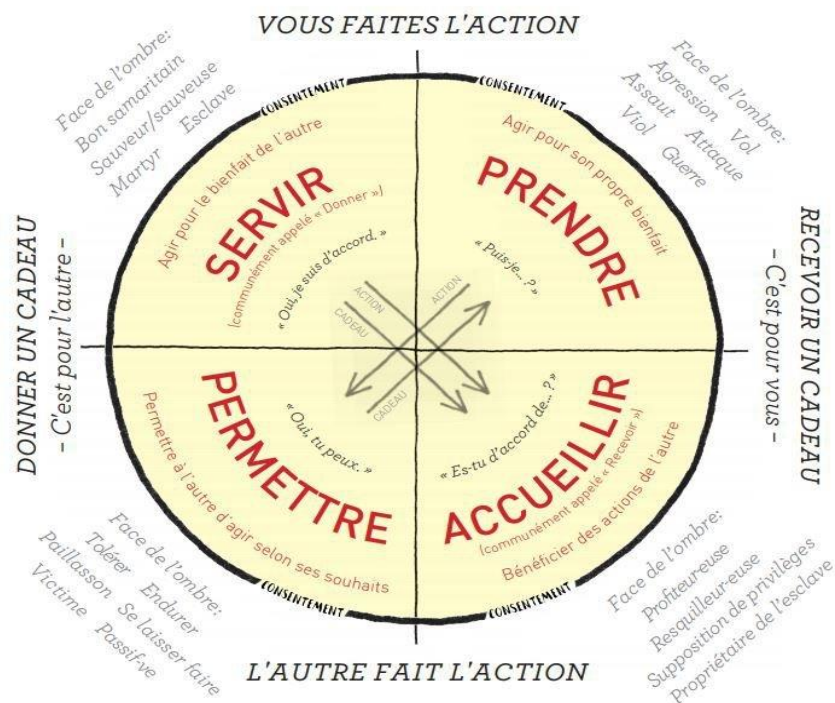 VOUS FAITES L'ACTION
Face de l'ombre:
Bon samaritain
Sauveur/sauveuse
Martyr Esclave
Face de l'ombre:
Agression Vol
Assaut Attaque
Viol Guerre
CONSENTEMENT
CONSENTEMENT
Agir pour le bienfait de l'autre
SERVIR
(communément appelé « Donner »)
« Oui, je suis d'accord. »
Agir pour son propre bienfait
PRENDRE
« Puis-je... ? »
DONNER UN CADEAU
– C'est pour l'autre –
RECEVOIR UN CADEAU
– C'est pour vous –
ACTION
CADEAU
ACTION
CADEAU
« Oui, tu peux. »
PERMETTRE
Permettre à l'autre d'agir selon ses souhaits
« Es-tu d'accord de... ? »
ACCUEILLIR
(communément appelé « Recevoir »)
Bénéficier des actions de l'autre
CONSENTEMENT
CONSENTEMENT
Face de l'ombre:
Tolérer Endurer
Paillasson Se laisser faire
Victime Passif·ve
Face de l'ombre:
Profiteur·euse
Resquilleur·euse
Supposition de privilèges
Propriétaire de l'esclave
L'AUTRE FAIT L'ACTION